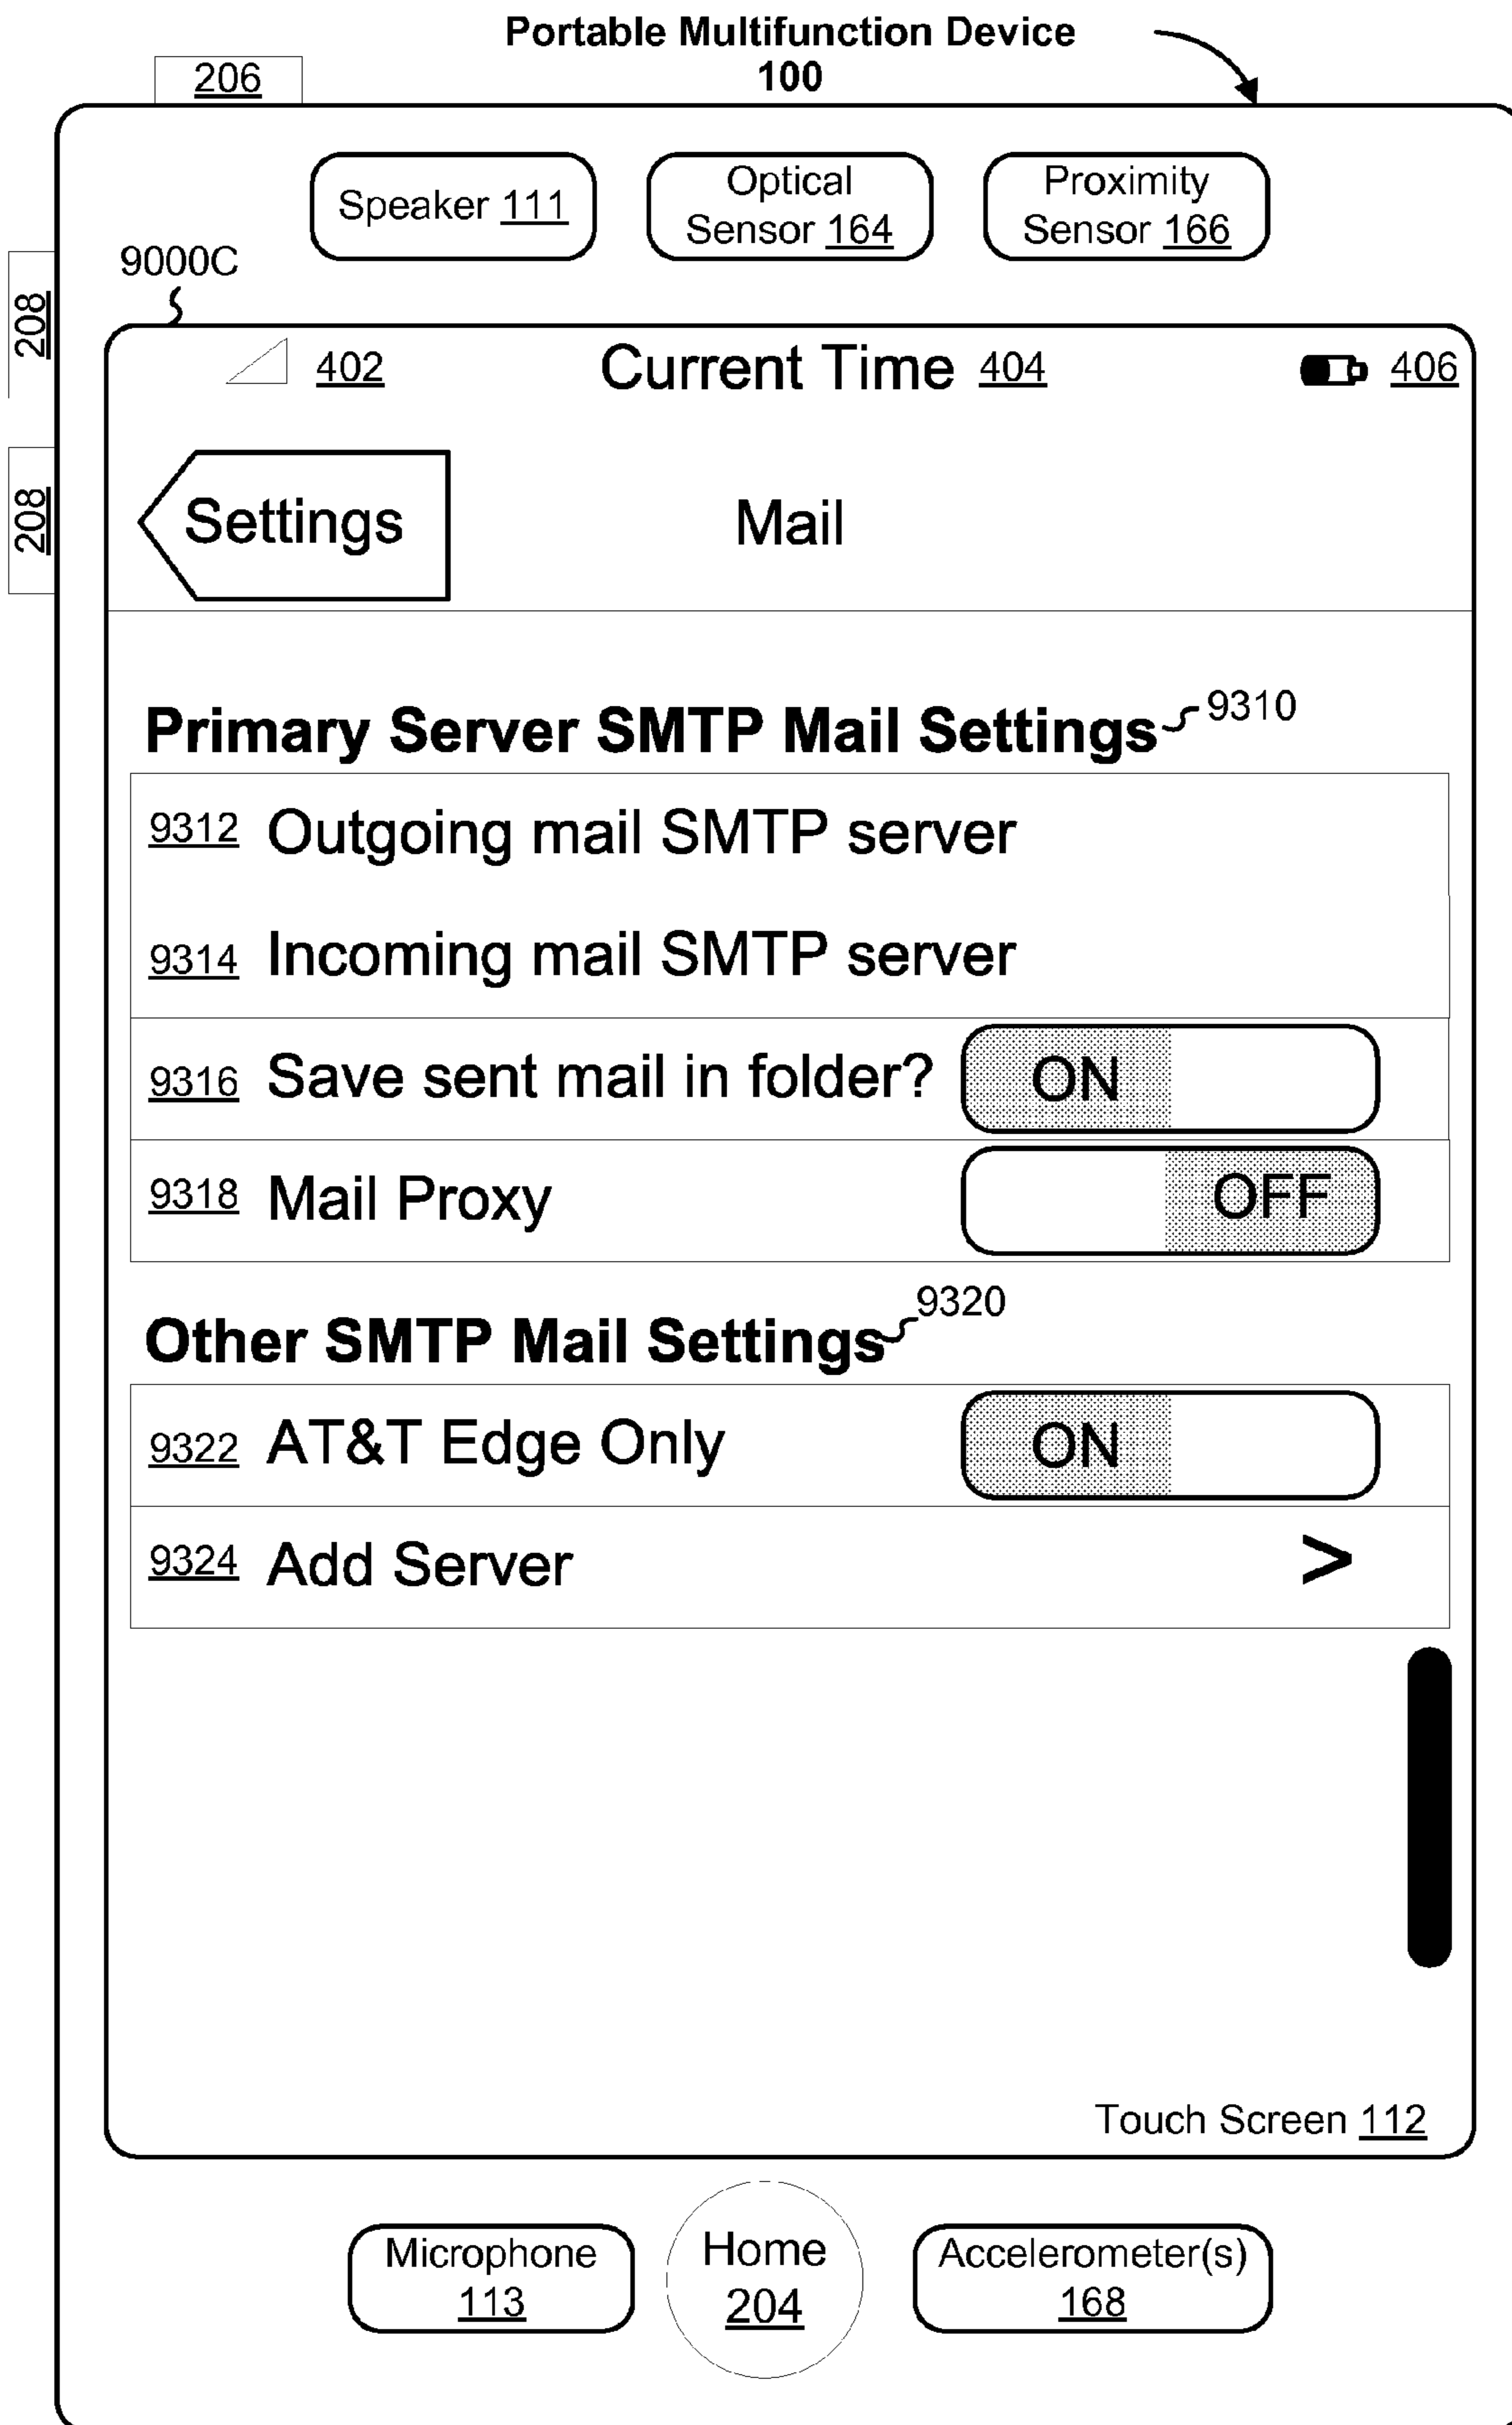 Portable Multifunction Device
100
206
Speaker 111
Optical
Sensor 164
Proximity
Sensor 166
9000C
208
402
Current Time 404
406
208
Settings
Mail
Primary Server SMTP Mail Settings
9310
9312 Outgoing mail SMTP server
9314 Incoming mail SMTP server
9316 Save sent mail in folder? ON
9318 Mail Proxy OFF
Other SMTP Mail Settings
9320
9322 AT&T Edge Only ON
9324 Add Server >
Touch Screen 112
Microphone
113
Home
204
Accelerometer(s)
168